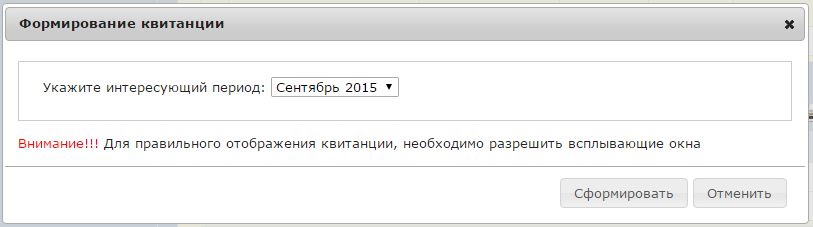 Формирование квитанции
Укажите интересующий период: Сентябрь 2015
Внимание!!! Для правильного отображения квитанции, необходимо разрешить всплывающие окна
Сформировать Отменить